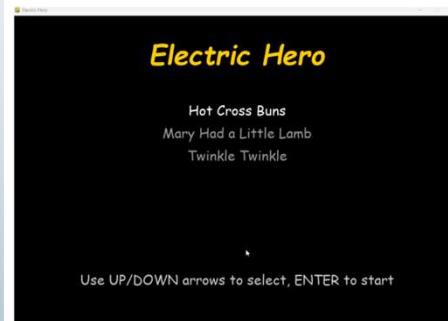 Electric Hero
Electric Hero
Hot Cross Buns
Mary Had a Little Lamb
Twinkle Twinkle
Use UP/DOWN arrows to select, ENTER to start